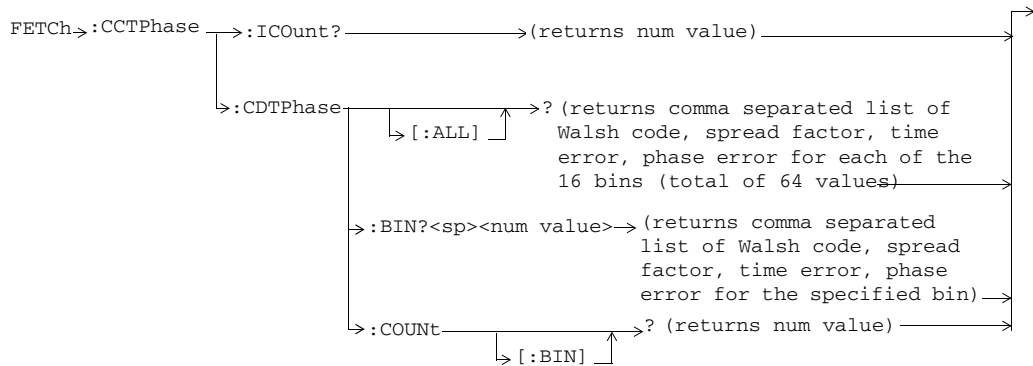 FETCh :CCTPhase :ICOunt? (returns num value)
:CDTPhase ? (returns comma separated list of
[:ALL] Walsh code, spread factor, time
error, phase error for each of the
16 bins (total of 64 values)
:BIN?<sp><num value> (returns comma separated
list of Walsh code, spread
factor, time error, phase
error for the specified bin)
:COUNt ? (returns num value)
[:BIN]